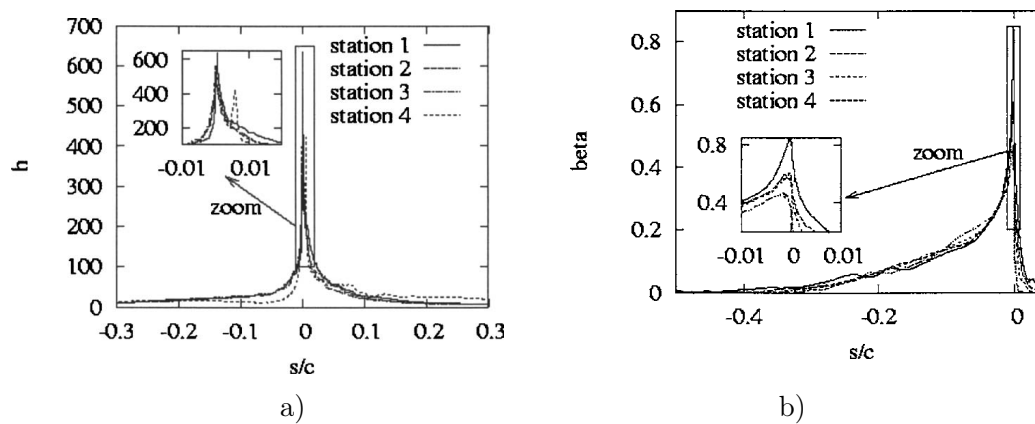 700
600
500
400
300
200
100
0
h
600
400
200
-0.01
0.01
station 1
station 2
station 3
station 4
zoom
-0.3
-0.2
-0.1
0
0.1
0.2
0.3
s/c
a)
0.8
0.6
0.4
0.2
0
beta
station 1
station 2
station 3
station 4
zoom
0.8
0.4
-0.01
0
0.01
-0.4
-0.2
0
s/c
b)